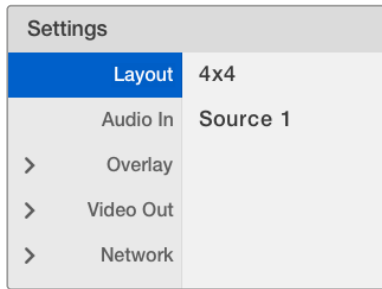 Settings
Layout 4x4
Audio In Source 1
Overlay
Video Out
Network